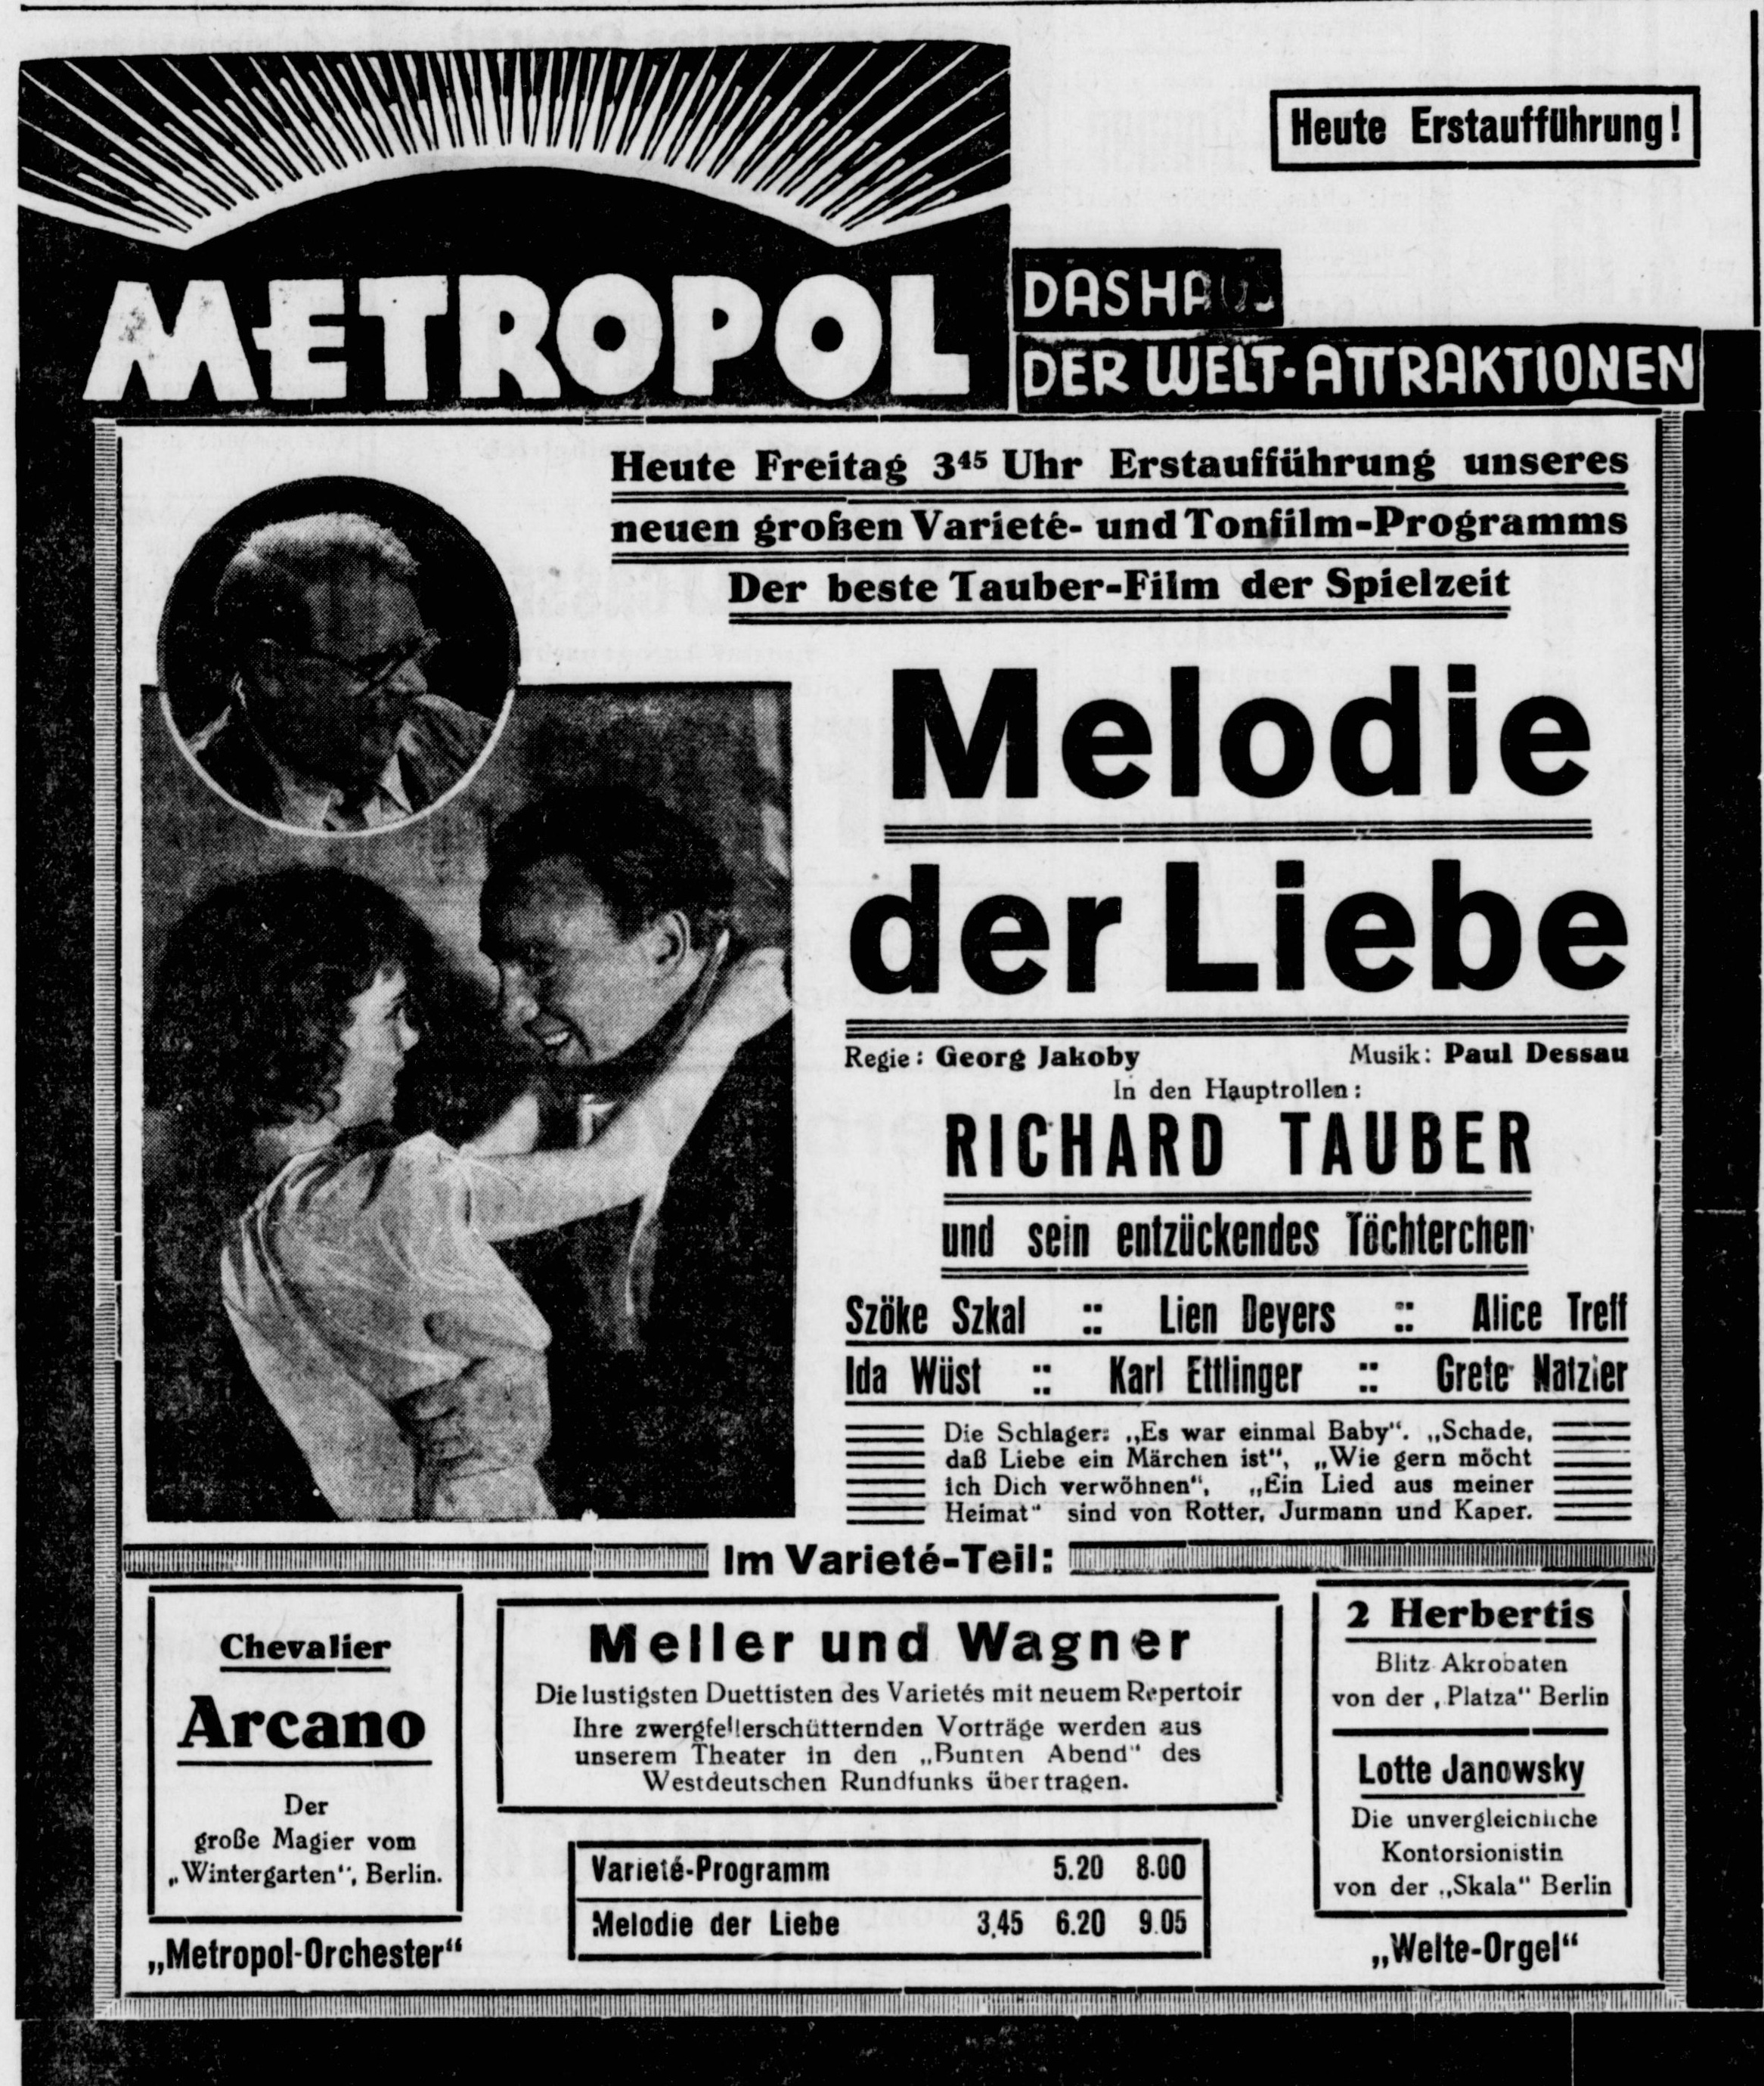 Heute Erstaufführung!
METROPOL
DAS HAUS
DER WELT-ATTRAKTIONEN
Heute Freitag 3⁴⁵ Uhr Erstaufführung unseres
neuen großen Varieté- und Tonfilm-Programms
Der beste Tauber-Film der Spielzeit
Melodie
der Liebe
Regie: Georg Jakoby Musik: Paul Dessau
In den Hauptrollen:
RICHARD TAUBER
und sein entzückendes Töchterchen
Szöke Szkal :: Lien Deyers :: Alice Treff
Ida Wüst :: Karl Ettlinger :: Grete Natzier
Die Schlager: „Es war einmal Baby“. „Schade,
daß Liebe ein Märchen ist“, „Wie gern möcht
ich Dich verwöhnen“, „Ein Lied aus meiner
Heimat“ sind von Rotter, Jurmann und Kaper.
Im Varieté-Teil:
Chevalier
Arcano
Der
große Magier vom
„Wintergarten“, Berlin.
„Metropol-Orchester“
Meller und Wagner
Die lustigsten Duettisten des Varietés mit neuem Repertoir
Ihre zwergfellerschütternden Vorträge werden aus
unserem Theater in den „Bunten Abend“ des
Westdeutschen Rundfunks übertragen.
Varieté-Programm 5.20 8.00
Melodie der Liebe 3.45 6.20 9.05
2 Herbertis
Blitz-Akrobaten
von der „Platza“ Berlin
Lotte Janowsky
Die unvergleichliche
Kontorsionistin
von der „Skala“ Berlin
„Welte-Orgel“